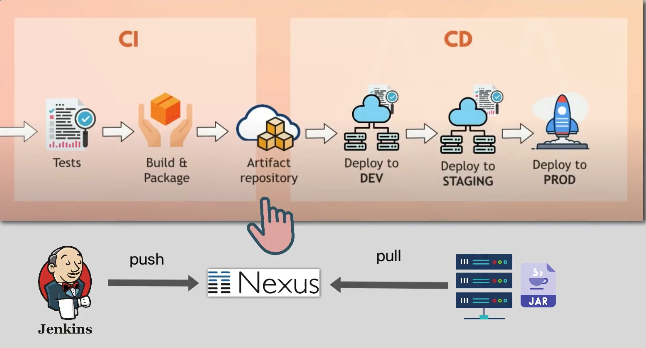 CI
CD
Tests
Build &
Package
Artifact
repository
Deploy to
DEV
Deploy to
STAGING
Deploy to
PROD
push
pull
Nexus
Jenkins
JAR